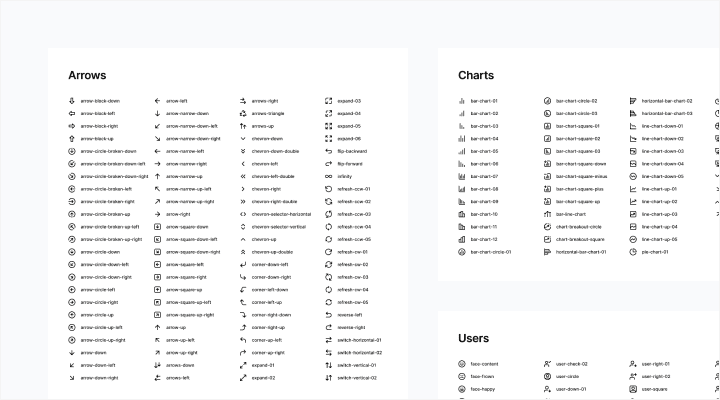 Arrows
arrow-block-down
arrow-block-left
arrow-block-right
arrow-block-up
arrow-circle-broken-down
arrow-circle-broken-down-left
arrow-circle-broken-down-right
arrow-circle-broken-left
arrow-circle-broken-right
arrow-circle-broken-up
arrow-circle-broken-up-left
arrow-circle-broken-up-right
arrow-circle-down
arrow-circle-down-left
arrow-circle-down-right
arrow-circle-left
arrow-circle-right
arrow-circle-up
arrow-circle-up-left
arrow-circle-up-right
arrow-down
arrow-down-left
arrow-down-right
arrow-left
arrow-narrow-down
arrow-narrow-down-left
arrow-narrow-down-right
arrow-narrow-left
arrow-narrow-right
arrow-narrow-up
arrow-narrow-up-left
arrow-narrow-up-right
arrow-right
arrow-square-down
arrow-square-down-left
arrow-square-down-right
arrow-square-left
arrow-square-right
arrow-square-up
arrow-square-up-left
arrow-square-up-right
arrow-up
arrow-up-left
arrow-up-right
arrows-down
arrows-left
arrows-right
arrows-triangle
arrows-up
chevron-down
chevron-down-double
chevron-left
chevron-left-double
chevron-right
chevron-right-double
chevron-selector-horizontal
chevron-selector-vertical
chevron-up
chevron-up-double
corner-down-left
corner-down-right
corner-left-down
corner-left-up
corner-right-down
corner-right-up
corner-up-left
corner-up-right
expand-01
expand-02
expand-03
expand-04
expand-05
expand-06
flip-backward
flip-forward
infinity
refresh-ccw-01
refresh-ccw-02
refresh-ccw-03
refresh-ccw-04
refresh-ccw-05
refresh-cw-01
refresh-cw-02
refresh-cw-03
refresh-cw-04
refresh-cw-05
reverse-left
reverse-right
switch-horizontal-01
switch-horizontal-02
switch-vertical-01
switch-vertical-02
Charts
bar-chart-01
bar-chart-02
bar-chart-03
bar-chart-04
bar-chart-05
bar-chart-06
bar-chart-07
bar-chart-08
bar-chart-09
bar-chart-10
bar-chart-11
bar-chart-12
bar-chart-circle-01
bar-chart-circle-02
bar-chart-circle-03
bar-chart-square-01
bar-chart-square-02
bar-chart-square-03
bar-chart-square-down
bar-chart-square-minus
bar-chart-square-plus
bar-chart-square-up
bar-line-chart
chart-breakout-circle
chart-breakout-square
horizontal-bar-chart-01
horizontal-bar-chart-02
horizontal-bar-chart-03
line-chart-down-01
line-chart-down-02
line-chart-down-03
line-chart-down-04
line-chart-down-05
line-chart-up-01
line-chart-up-02
line-chart-up-03
line-chart-up-04
line-chart-up-05
pie-chart-01
Users
face-content
face-frown
face-happy
user-check-02
user-circle
user-down-01
user-right-01
user-right-02
user-square